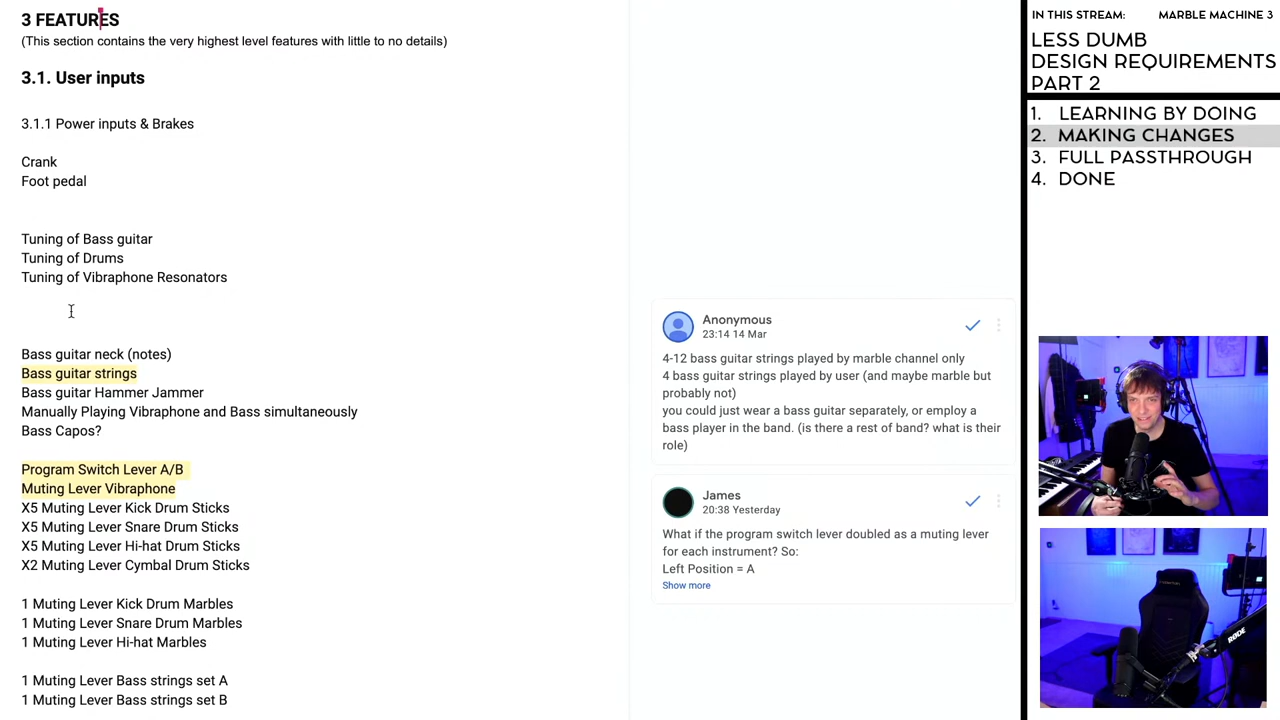 3 FEATURES
(This section contains the very highest level features with little to no details)
3.1. User inputs
3.1.1 Power inputs & Brakes
Crank
Foot pedal
Tuning of Bass guitar
Tuning of Drums
Tuning of Vibraphone Resonators
Bass guitar neck (notes)
Bass guitar strings
Bass guitar Hammer Jammer
Manually Playing Vibraphone and Bass simultaneously
Bass Capos?
Program Switch Lever A/B
Muting Lever Vibraphone
X5 Muting Lever Kick Drum Sticks
X5 Muting Lever Snare Drum Sticks
X5 Muting Lever Hi-hat Drum Sticks
X2 Muting Lever Cymbal Drum Sticks
1 Muting Lever Kick Drum Marbles
1 Muting Lever Snare Drum Marbles
1 Muting Lever Hi-hat Marbles
1 Muting Lever Bass strings set A
1 Muting Lever Bass strings set B
Anonymous
23:14 14 Mar
4-12 bass guitar strings played by marble channel only
4 bass guitar strings played by user (and maybe marble but
probably not)
you could just wear a bass guitar separately, or employ a
bass player in the band. (is there a rest of band? what is their
role)
James
20:38 Yesterday
What if the program switch lever doubled as a muting lever
for each instrument? So:
Left Position = A
Show more
IN THIS STREAM: MARBLE MACHINE 3
LESS DUMB
DESIGN REQUIREMENTS
PART 2
1. LEARNING BY DOING
2. MAKING CHANGES
3. FULL PASSTHROUGH
4. DONE
RODE